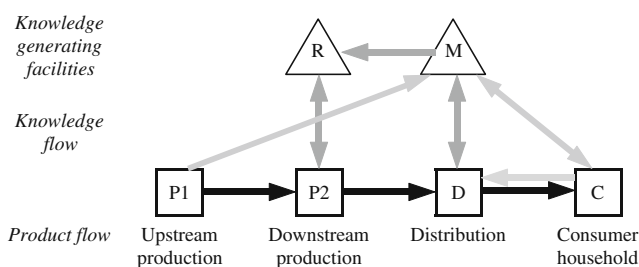 Knowledge
generating
facilities
R
M
Knowledge
flow
P1
P2
D
C
Product flow
Upstream
production
Downstream
production
Distribution
Consumer
household